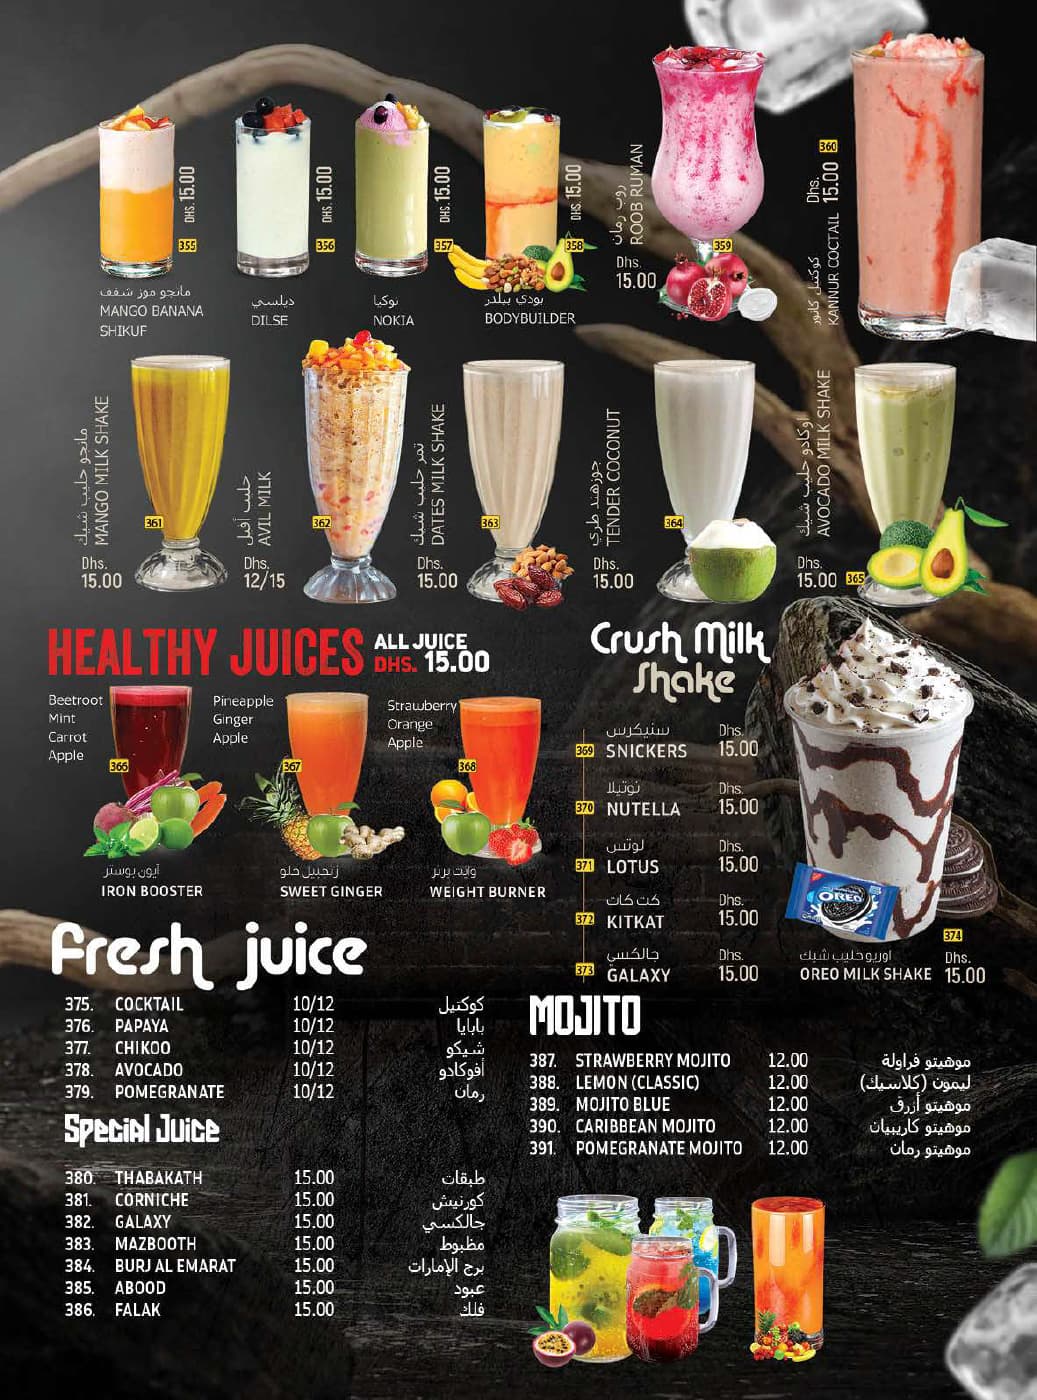 DHS. 15.00
355
مانجو موز شفف
MANGO BANANA
SHIKUF
DHS. 15.00
356
ديلسي
DILSE
DHS. 15.00
357
نوكيا
NOKIA
DHS. 15.00
358
بودي بيلدر
BODYBUILDER
روب رمان
ROOB RUMAN
Dhs.
15.00
359
360
Dhs.
15.00
كوكتيل كانور
KANNUR COCTAIL
مانجو حليب شيك
MANGO MILK SHAKE
361
Dhs.
15.00
حليب أفيل
AVIL MILK
362
Dhs.
12/15
تمر حليب شيك
DATES MILK SHAKE
363
Dhs.
15.00
جوزهند طري
TENDER COCONUT
364
Dhs.
15.00
اوكادو حليب شيك
AVOCADO MILK SHAKE
Dhs.
15.00
365
HEALTHY JUICES
ALL JUICE
DHS. 15.00
Beetroot
Mint
Carrot
Apple
366
آيون بوستر
IRON BOOSTER
Pineapple
Ginger
Apple
367
زنجبيل حلو
SWEET GINGER
Strawberry
Orange
Apple
368
وايت برنر
WEIGHT BURNER
Crush Milk
Shake
سنيكرس Dhs.
369 SNICKERS 15.00
نوتيلا Dhs.
370 NUTELLA 15.00
لوتس Dhs.
371 LOTUS 15.00
كت كات Dhs.
372 KITKAT 15.00
جالكسي Dhs.
373 GALAXY 15.00
OREO
374
اوريو حليب شيك
OREO MILK SHAKE
Dhs.
15.00
Fresh juice
375. COCKTAIL 10/12 كوكتيل
376. PAPAYA 10/12 بابايا
377. CHIKOO 10/12 شيكو
378. AVOCADO 10/12 أفوكادو
379. POMEGRANATE 10/12 رمان
Special Juice
380. THABAKATH 15.00 طبقات
381. CORNICHE 15.00 كورنيش
382. GALAXY 15.00 جالكسي
383. MAZBOOTH 15.00 مظبوط
384. BURJ AL EMARAT 15.00 برج الإمارات
385. ABOOD 15.00 عبود
386. FALAK 15.00 فلك
MOJITO
387. STRAWBERRY MOJITO 12.00 موهيتو فراولة
388. LEMON (CLASSIC) 12.00 ليمون (كلاسيك)
389. MOJITO BLUE 12.00 موهيتو أزرق
390. CARIBBEAN MOJITO 12.00 موهيتو كاريبيان
391. POMEGRANATE MOJITO 12.00 موهيتو رمان